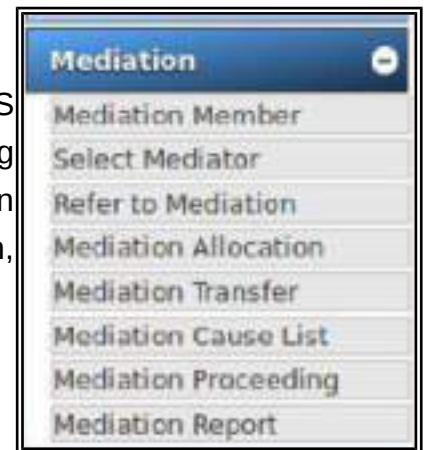 Mediation
Mediation Member
S
Select Mediator
g
Refer to Mediation
n
Mediation Allocation
,
Mediation Transfer
Mediation Cause List
Mediation Proceeding
Mediation Report